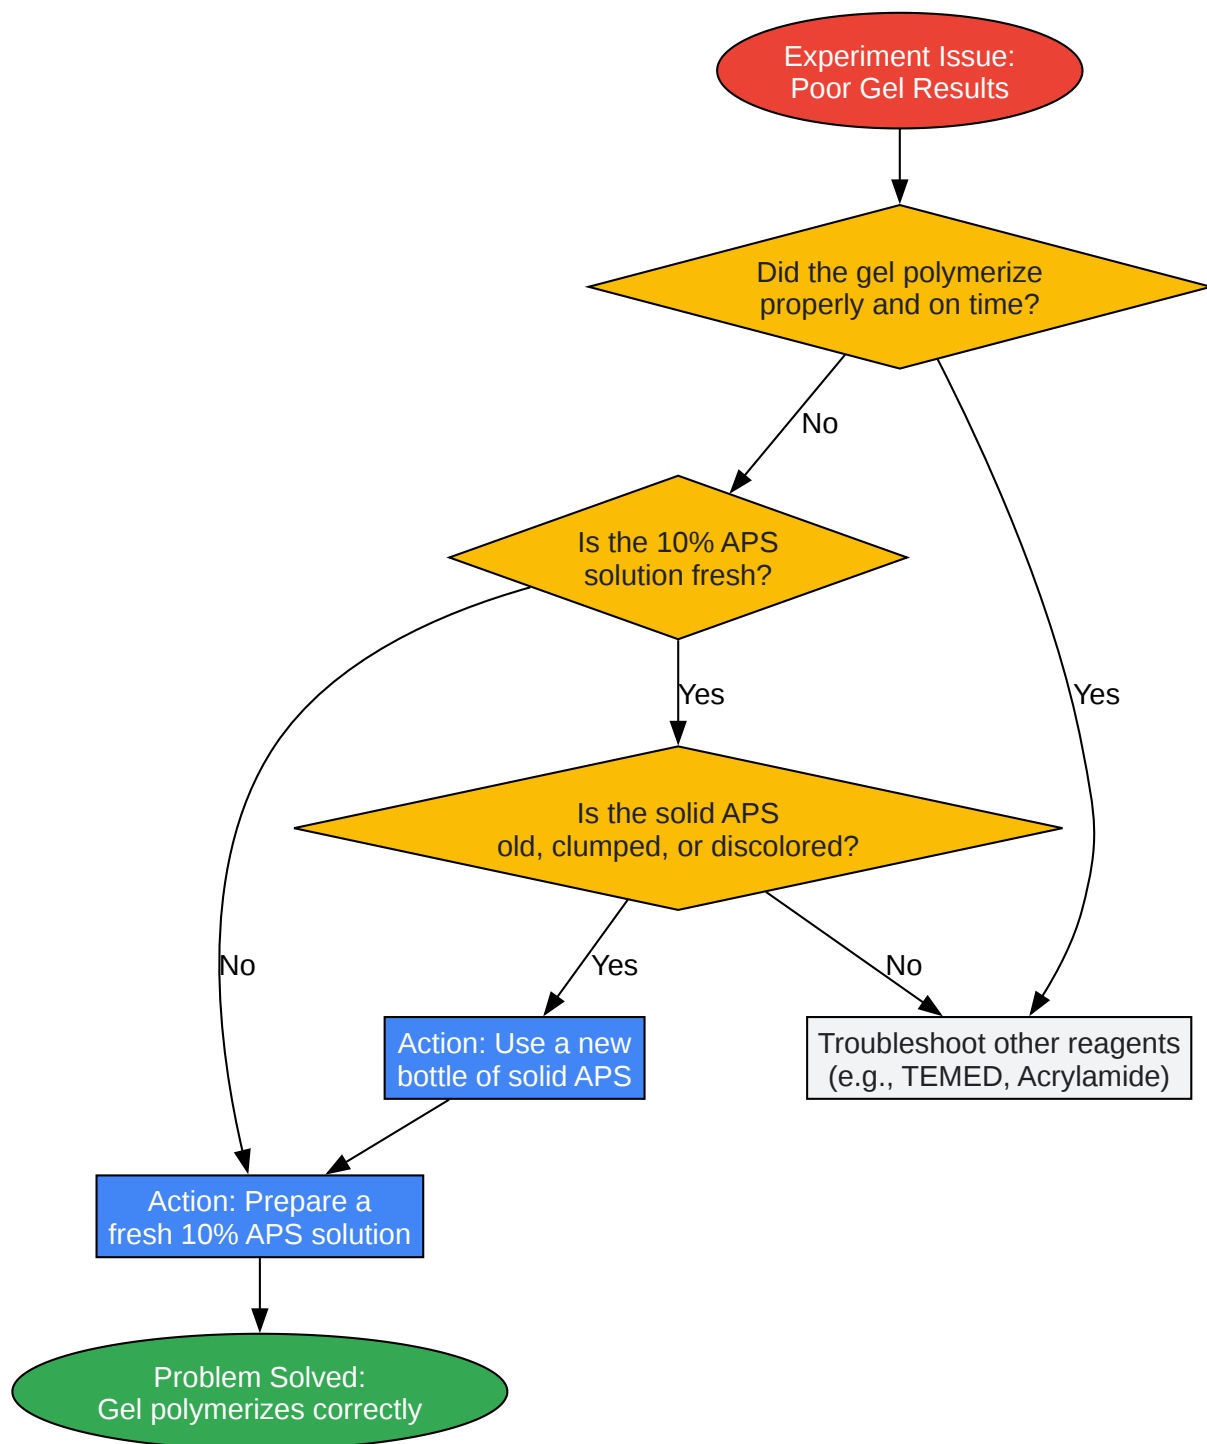 Experiment Issue:
Poor Gel Results
Did the gel polymerize
properly and on time?
No
Is the 10% APS
solution fresh?
Yes
Yes
Is the solid APS
old, clumped, or discolored?
No
Yes
No
Action: Use a new
bottle of solid APS
Troubleshoot other reagents
(e.g., TEMED, Acrylamide)
Action: Prepare a
fresh 10% APS solution
Problem Solved:
Gel polymerizes correctly